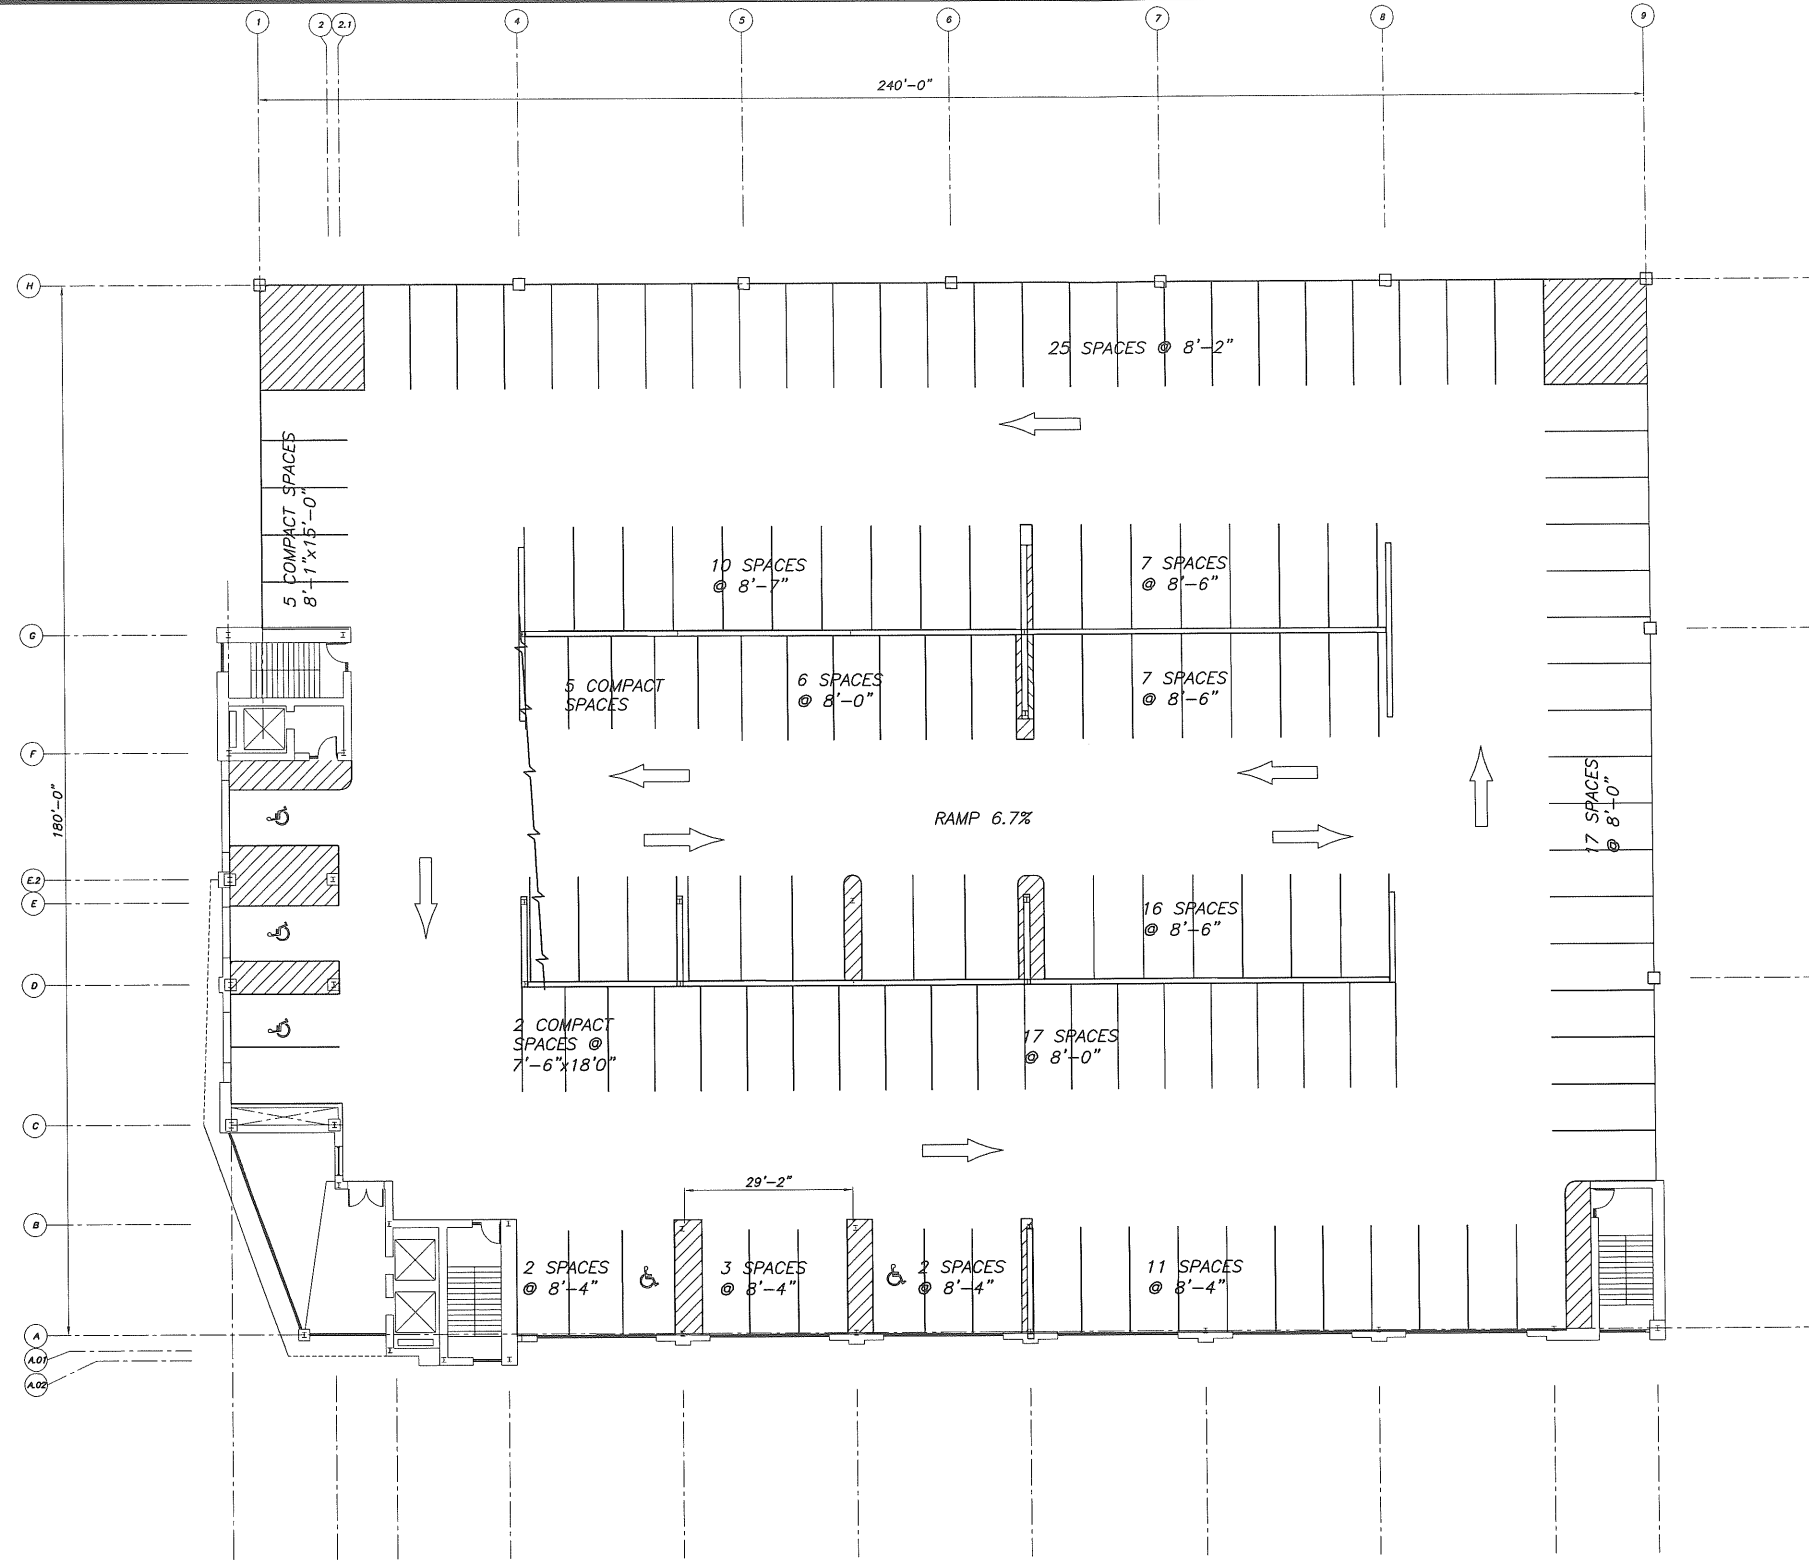 1
2
2.1
4
5
6
7
8
9
240'-0"
H
25 SPACES @ 8'-2"
5 COMPACT SPACES
8'-1"x15'-0"
10 SPACES
@ 8'-7"
7 SPACES
@ 8'-6"
G
5 COMPACT
SPACES
6 SPACES
@ 8'-0"
7 SPACES
@ 8'-6"
F
180'-0"
RAMP 6.7%
17 SPACES
@ 8'-0"
E.2
E
16 SPACES
@ 8'-6"
D
2 COMPACT
SPACES @
7'-6"x18'0"
17 SPACES
@ 8'-0"
C
29'-2"
B
2 SPACES
@ 8'-4"
3 SPACES
@ 8'-4"
2 SPACES
@ 8'-4"
11 SPACES
@ 8'-4"
A
A.01
A.02